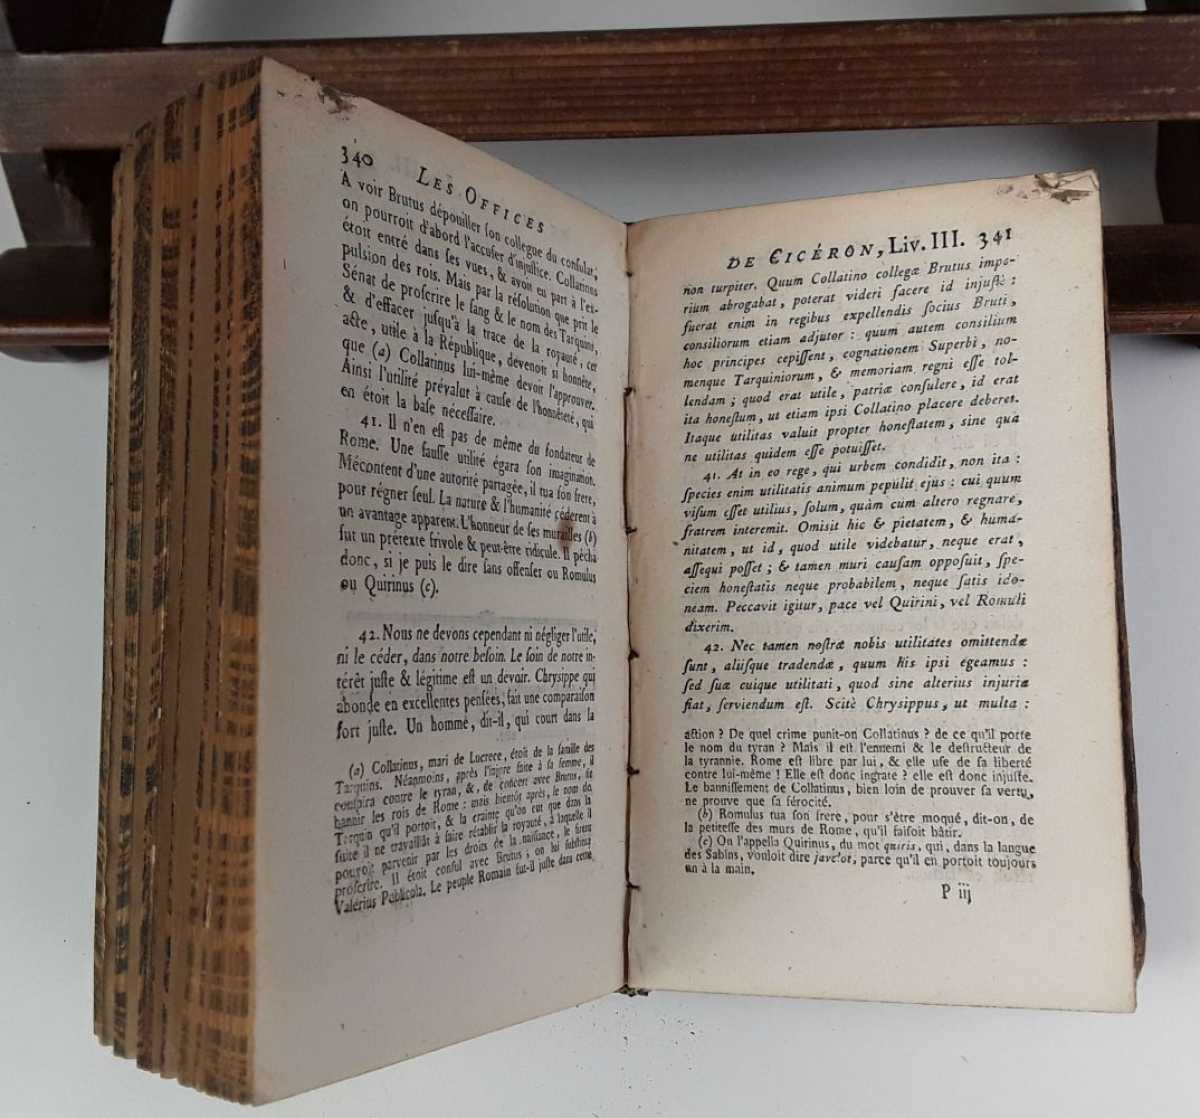 340 LES OFFICES
A voir Brutus dépouiller ſon collegue du conſulat,
on pourroit d'abord l'accuſer d'injuſtice. Collatinus
étoit entré dans ſes vues, & avoit eu part à l'ex-
pulſion des rois. Mais par la réſolution que prit le
Sénat de proſcrire le ſang & le nom des Tarquins,
& d'effacer juſqu'à la trace de la royauté, cet
acte, utile à la République, devenoit ſi honnête,
que (a) Collatinus lui-même devoit l'approuver.
Ainſi l'utilité prévalut à cauſe de l'honnêteté, qui
en étoit la baſe néceſſaire.
41. Il n'en eſt pas de même du fondateur de
Rome. Une fauſſe utilité égara ſon imagination.
Mécontent d'une autorité partagée, il tua ſon frere,
pour régner ſeul. La nature & l'humanité céderent à
un avantage apparent. L'honneur de ſes murailles (b)
fut un prétexte frivole & peut-être ridicule. Il pécha
donc, ſi je puis le dire ſans offenſer ou Romulus
ou Quirinus (c).
42. Nous ne devons cependant ni négliger l'utile,
ni le céder, dans notre beſoin. Le ſoin de notre in-
térêt juſte & légitime eſt un devoir. Chryſippe qui
abonde en excellentes penſées, fait une comparaiſon
fort juſte. Un homme, dit-il, qui court dans la
(a) Collatinus, mari de Lucrece, étoit de la famille des
Tarquins. Néanmoins, après l'injure faite à ſa femme, il
conſpira contre le tyran, &, de concert avec Brutus, fit
bannir les rois de Rome : mais bientôt après, le nom de
Tarquin qu'il portoit, & la crainte qu'on eut que dans la
ſuite il ne travaillât à faire rétablir la royauté, à laquelle il
pouvoit parvenir par les droits de la naiſſance, le firent
proſcrire. Il étoit conſul avec Brutus ; on lui ſubſtitua
Valérius Publicola. Le peuple Romain fut-il juſte dans cette
DE CICÉRON, Liv. III. 341
non turpiter. Quum Collatino collegæ Brutus impe-
rium abrogabat, poterat videri facere id injuſtè :
fuerat enim in regibus expellendis ſocius Bruti,
conſiliorum etiam adjutor : quum autem conſilium
hoc principes cepiſſent, cognationem Superbi, no-
menque Tarquiniorum, & memoriam regni eſſe tol-
lendam ; quod erat utile, patriæ conſulere, id erat
ita honeſtum, ut etiam ipſi Collatino placere deberet.
Itaque utilitas valuit propter honeſtatem, sine quâ
ne utilitas quidem eſſe potuiſſet.
41. At in eo rege, qui urbem condidit, non ita :
ſpecies enim utilitatis animum pepulit ejus : cui quum
viſum eſſet utilius, ſolum, quàm cum altero regnare,
fratrem interemit. Omiſit hic & pietatem, & huma-
nitatem, ut id, quod utile videbatur, neque erat,
aſſequi poſſet ; & tamen muri cauſam oppoſuit, ſpe-
ciem honeſtatis neque probabilem, neque ſatis ido-
neam. Peccavit igitur, pace vel Quirini, vel Romuli
dixerim.
42. Nec tamen noſtræ nobis utilitates omittendæ
ſunt, aliiſque tradendæ, quum his ipſi egeamus :
ſed ſuæ cuique utilitati, quod sine alterius injuriâ
fiat, ſerviendum eſt. Scitè Chryſippus, ut multa :
action ? De quel crime punit-on Collatinus ? de ce qu'il porte
le nom du tyran ? Mais il eſt l'ennemi & le deſtructeur de
la tyrannie. Rome eſt libre par lui, & elle uſe de ſa liberté
contre lui-même ! Elle eſt donc ingrate ? elle eſt donc injuſte.
Le banniſſement de Collatinus, bien loin de prouver ſa vertu,
ne prouve que ſa férocité.
(b) Romulus tua ſon frere, pour s'être moqué, dit-on, de
la petiteſſe des murs de Rome, qu'il faiſoit bâtir.
(c) On l'appella Quirinus, du mot quiris, qui, dans la langue
des Sabins, vouloit dire javelot, parce qu'il en portoit toujours
un à la main.
P iij